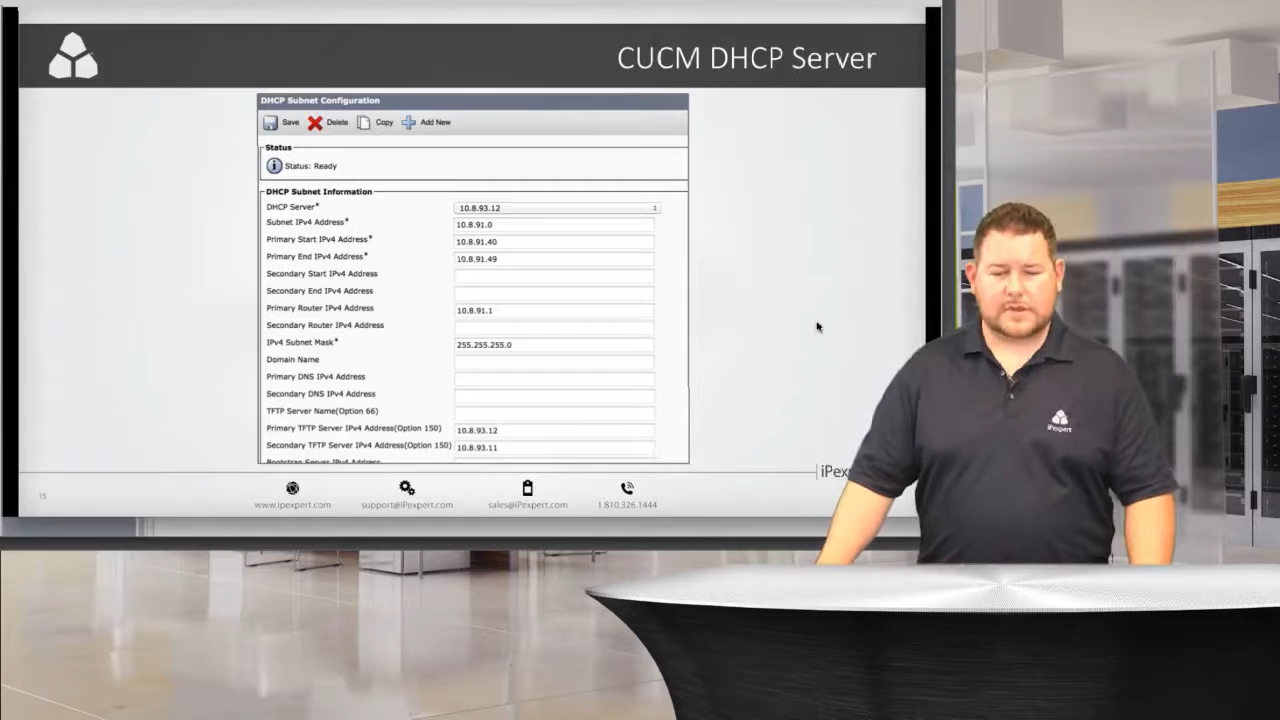 CUCM DHCP Server
DHCP Subnet Configuration
Save Delete Copy Add New
Status
Status: Ready
DHCP Subnet Information
DHCP Server* 10.8.93.12
Subnet IPv4 Address* 10.8.91.0
Primary Start IPv4 Address* 10.8.91.40
Primary End IPv4 Address* 10.8.91.49
Secondary Start IPv4 Address
Secondary End IPv4 Address
Primary Router IPv4 Address 10.8.91.1
Secondary Router IPv4 Address
IPv4 Subnet Mask* 255.255.255.0
Domain Name
Primary DNS IPv4 Address
Secondary DNS IPv4 Address
TFTP Server Name(Option 66)
Primary TFTP Server IPv4 Address(Option 150) 10.8.93.12
Secondary TFTP Server IPv4 Address(Option 150) 10.8.93.11
Bootstrap Server IPv4 Address
iPexp
15
www.ipexpert.com support@iPexpert.com sales@iPexpert.com 1.810.326.1444
iPexpert